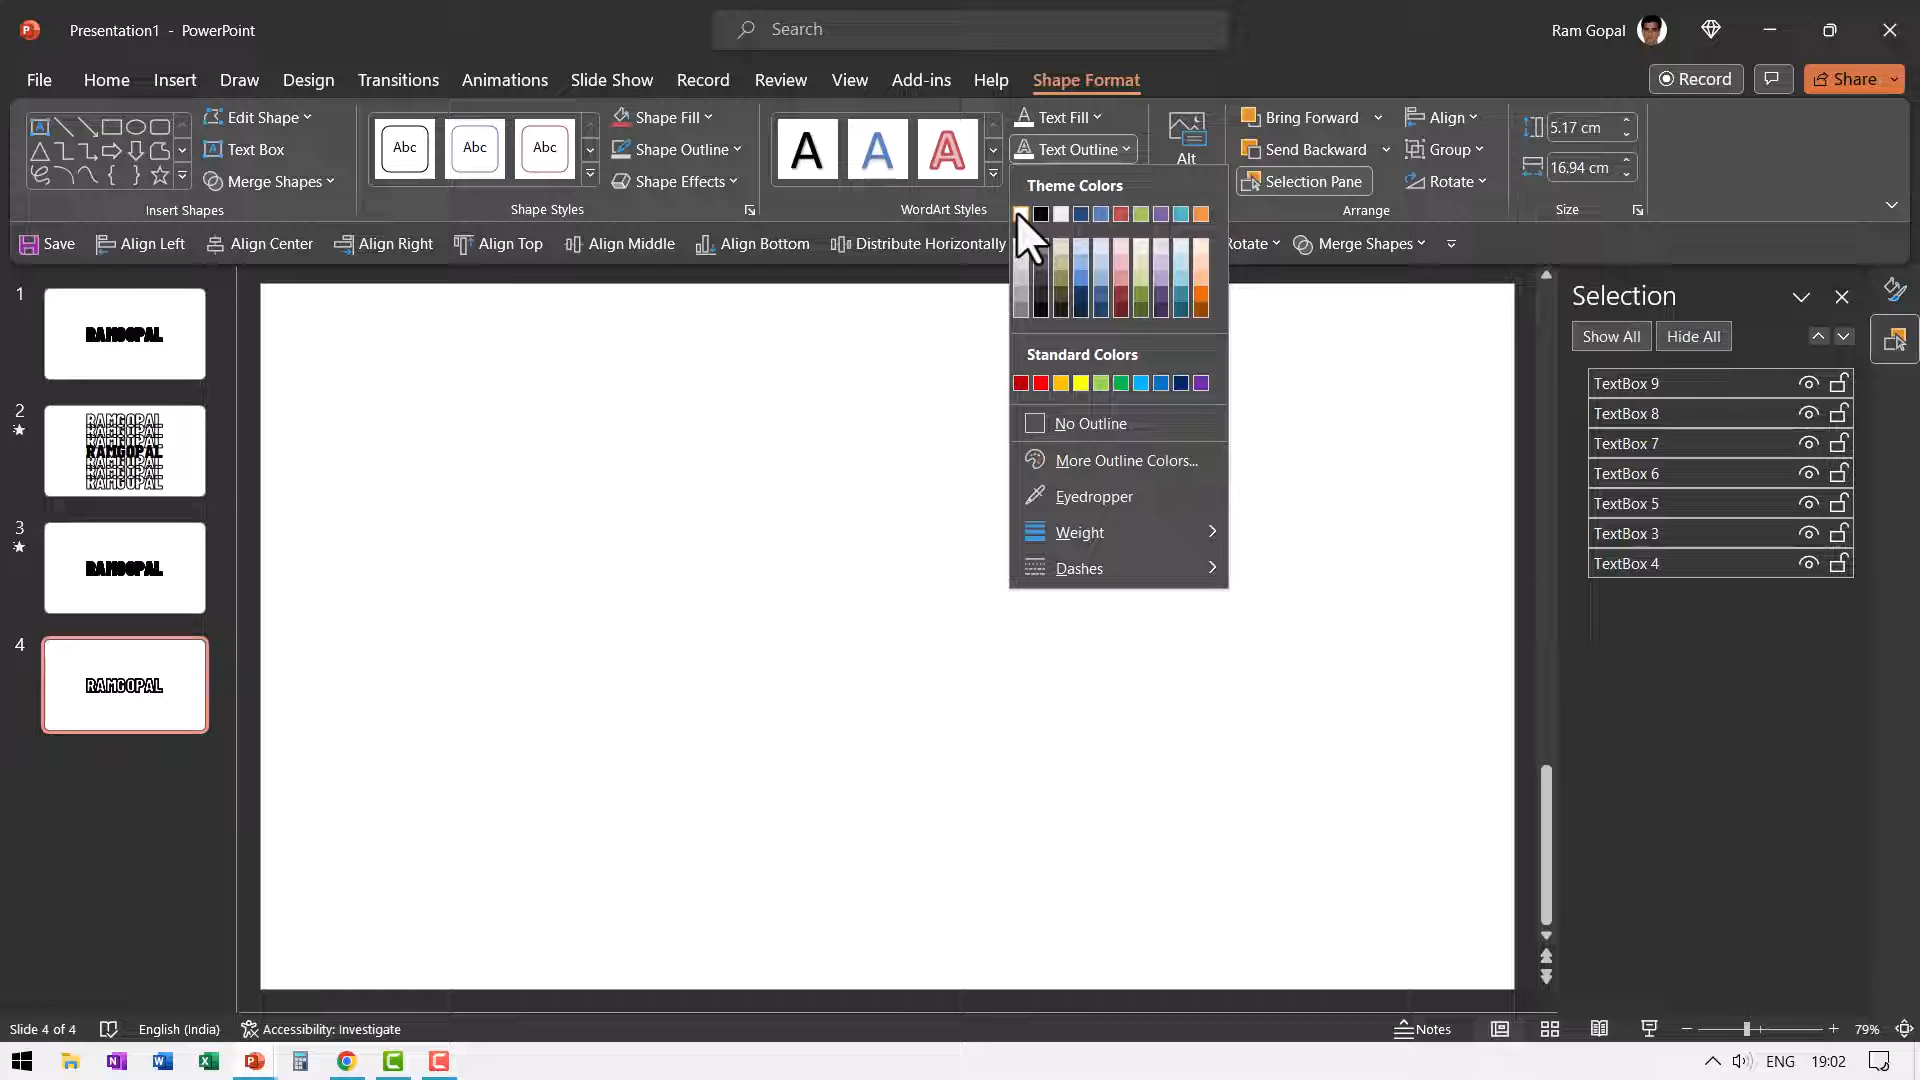 Presentation1 - PowerPoint
Search
Ram Gopal
File Home Insert Draw Design Transitions Animations Slide Show Record Review View Add-ins Help Shape Format
Record
Share
Edit Shape
Text Box
Merge Shapes
Insert Shapes
Abc Abc Abc
Shape Fill
Shape Outline
Shape Effects
Shape Styles
A A A
WordArt Styles
Text Fill
Text Outline
Alt
Bring Forward
Send Backward
Selection Pane
Align
Group
Rotate
Arrange
5.17 cm
16.94 cm
Size
Save Align Left Align Center Align Right Align Top Align Middle Align Bottom Distribute Horizontally
Rotate Merge Shapes
Theme Colors
Standard Colors
No Outline
More Outline Colors...
Eyedropper
Weight
Dashes
1
RAMGOPAL
2
RAMGOPAL
RAMGOPAL
RAMGOPAL
RAMGOPAL
RAMGOPAL
RAMGOPAL
RAMGOPAL
3
RAMGOPAL
4
RAMGOPAL
Selection
Show All Hide All
TextBox 9
TextBox 8
TextBox 7
TextBox 6
TextBox 5
TextBox 3
TextBox 4
Slide 4 of 4 English (India) Accessibility: Investigate
Notes
79%
ENG 19:02